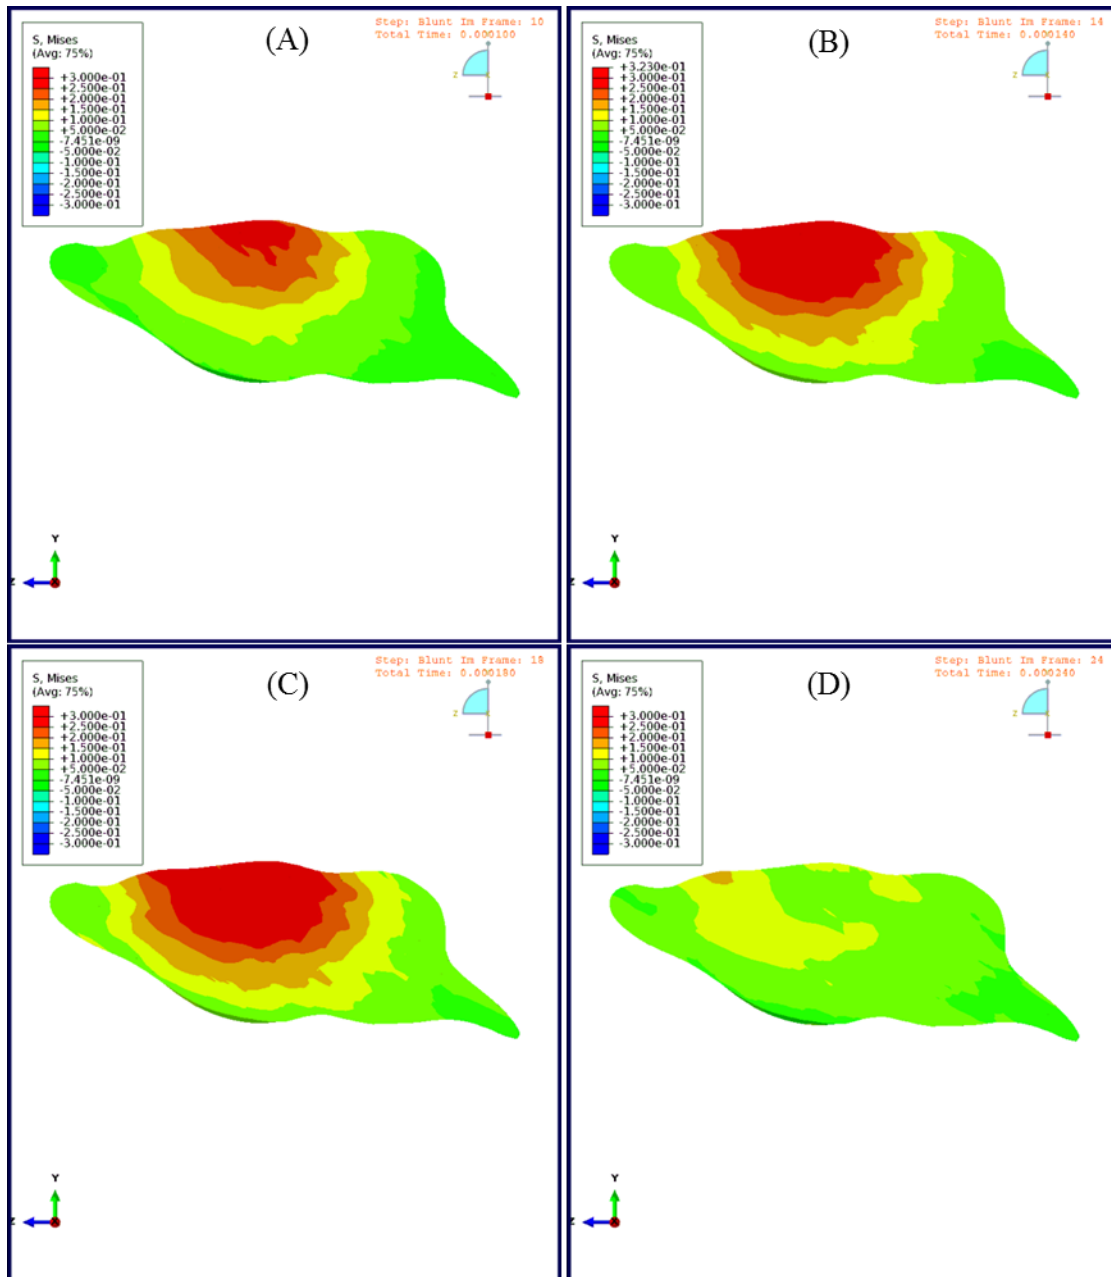 Step: Blunt Im Frame: 10
Total Time: 0.000100
(A)
S, Mises
(Avg: 75%)
+3.000e-01
+2.500e-01
+2.000e-01
+1.500e-01
+1.000e-01
+5.000e-02
-7.451e-09
-5.000e-02
-1.000e-01
-1.500e-01
-2.000e-01
-2.500e-01
-3.000e-01
Z
Y
Z
X
Step: Blunt Im Frame: 14
Total Time: 0.000140
(B)
S, Mises
(Avg: 75%)
+3.230e-01
+3.000e-01
+2.500e-01
+2.000e-01
+1.500e-01
+1.000e-01
+5.000e-02
-7.451e-09
-5.000e-02
-1.000e-01
-1.500e-01
-2.000e-01
-2.500e-01
-3.000e-01
Z
Y
Z
X
Step: Blunt Im Frame: 18
Total Time: 0.000180
(C)
S, Mises
(Avg: 75%)
+3.000e-01
+2.500e-01
+2.000e-01
+1.500e-01
+1.000e-01
+5.000e-02
-7.451e-09
-5.000e-02
-1.000e-01
-1.500e-01
-2.000e-01
-2.500e-01
-3.000e-01
Z
Y
Z
X
Step: Blunt Im Frame: 24
Total Time: 0.000240
(D)
S, Mises
(Avg: 75%)
+3.000e-01
+2.500e-01
+2.000e-01
+1.500e-01
+1.000e-01
+5.000e-02
-7.451e-09
-5.000e-02
-1.000e-01
-1.500e-01
-2.000e-01
-2.500e-01
-3.000e-01
Z
Y
Z
X